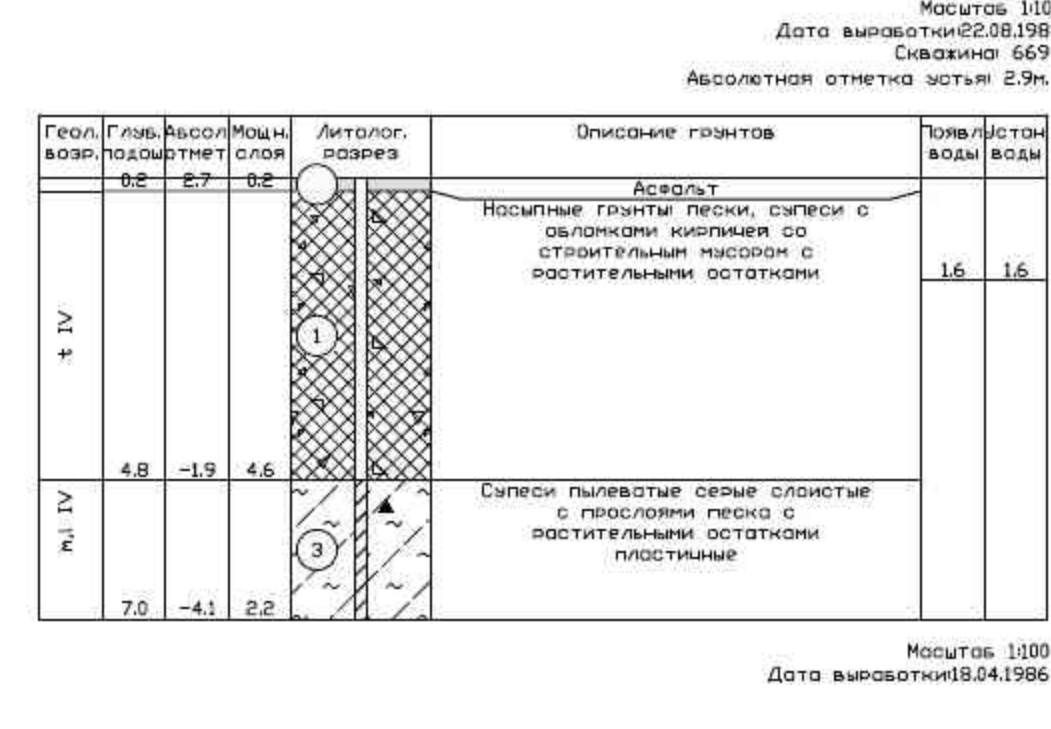 Масштаб 1:10
Дата выработки:22.08.198
Скважина: 669
Абсолютная отметка устья: 2.9м.
Геол. Глуб. Абсол Мощн. Литолог. Описание грунтов Появл Устан
возр. подош отмет слоя разрез воды воды
0.2 2.7 0.2
Асфальт
Насыпные грунты: пески, супеси с
обломками кирпичей со
строительным мусором с
растительными остатками 1.6 1.6
t IV
1
4.8 -1.9 4.6
Супеси пылеватые серые слоистые
с прослоями песка с
растительными остатками
пластичные
m,l IV
3
7.0 -4.1 2.2
Масштаб 1:100
Дата выработки:18.04.1986